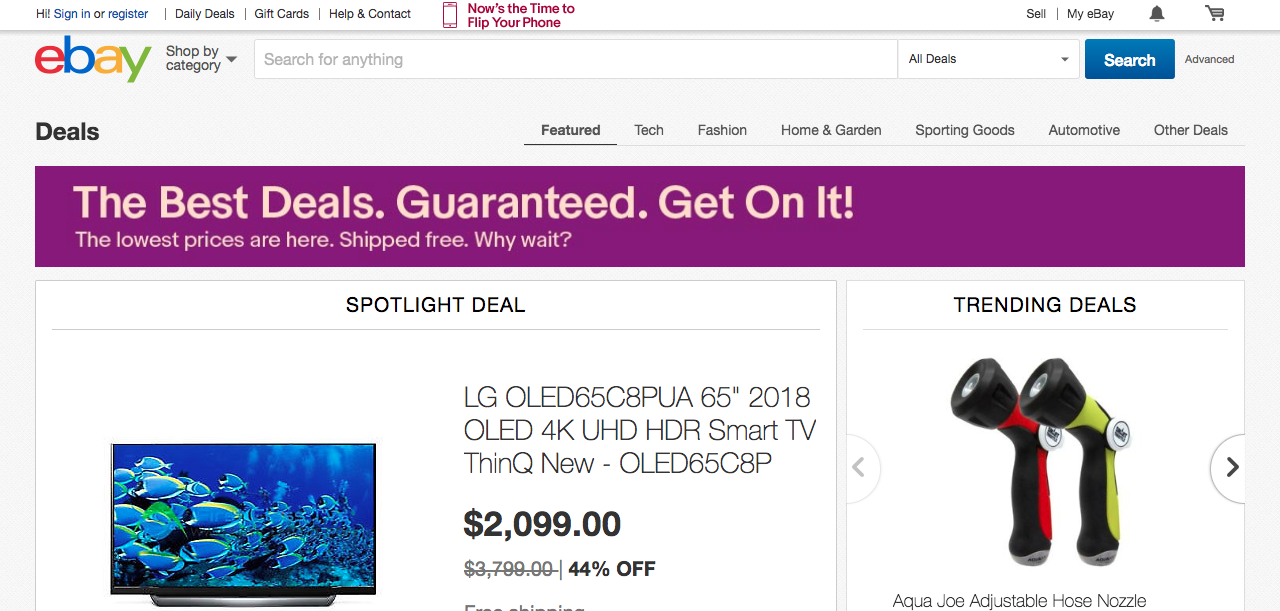 Hi! Sign in or register | Daily Deals | Gift Cards | Help & Contact
Now's the Time to
Flip Your Phone
Sell | My eBay
ebay
Shop by
category
Search for anything
All Deals
Search
Advanced
Deals
Featured Tech Fashion Home & Garden Sporting Goods Automotive Other Deals
The Best Deals. Guaranteed. Get On It!
The lowest prices are here. Shipped free. Why wait?
SPOTLIGHT DEAL
LG OLED65C8PUA 65" 2018
OLED 4K UHD HDR Smart TV
ThinQ New - OLED65C8P
$2,099.00
$3,799.00 | 44% OFF
Free shipping
TRENDING DEALS
Aqua Joe Adjustable Hose Nozzle